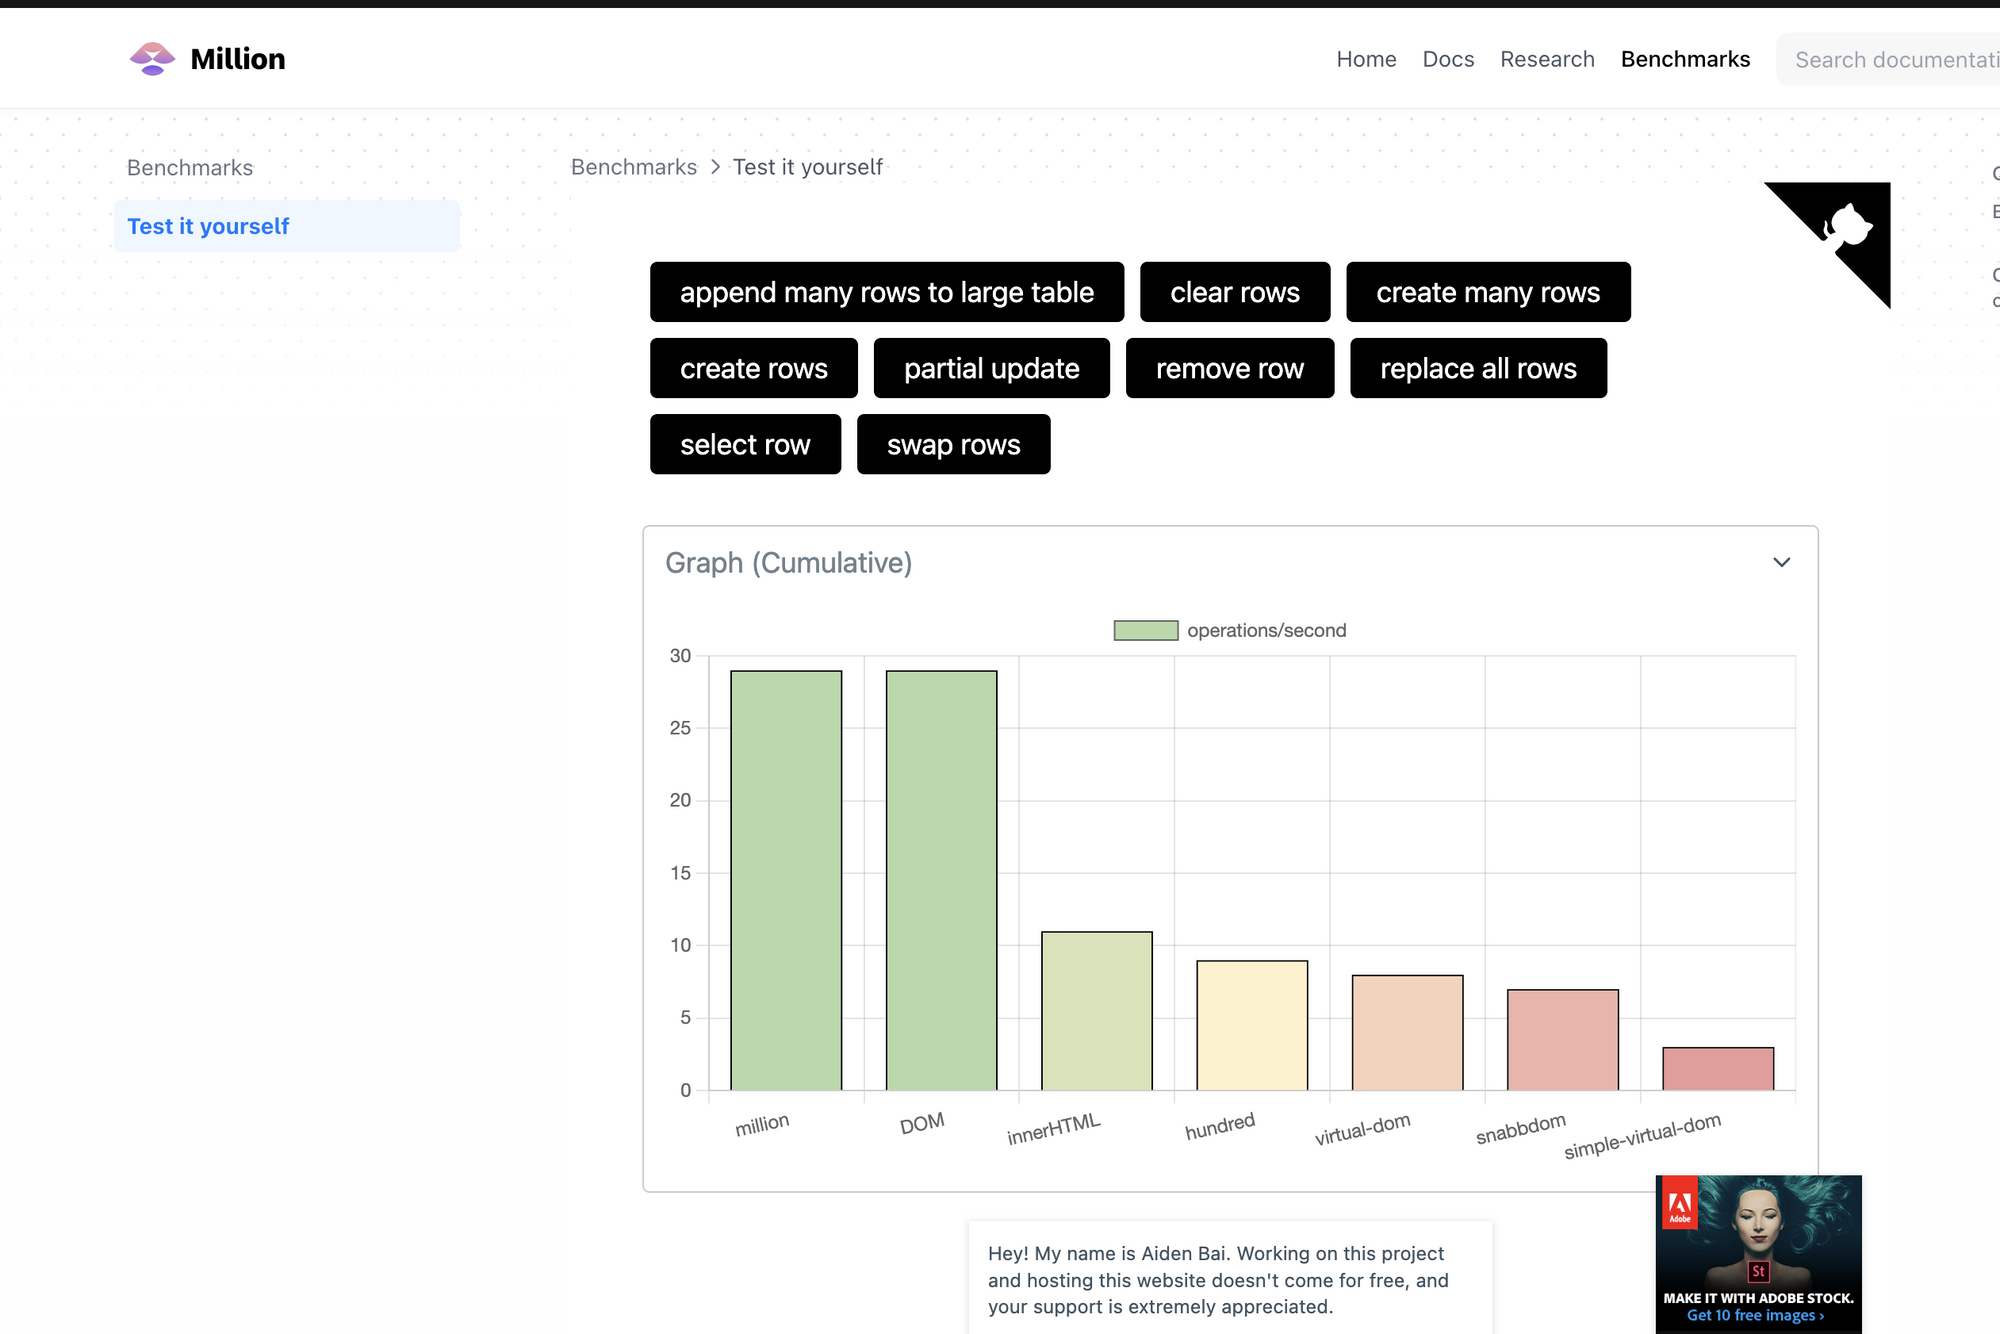 Million
Home Docs Research Benchmarks Search documentati
Benchmarks
Test it yourself
Benchmarks > Test it yourself
append many rows to large table
clear rows
create many rows
create rows
partial update
remove row
replace all rows
select row
swap rows
Graph (Cumulative)
operations/second
30
25
20
15
10
5
0
million
DOM
innerHTML
hundred
virtual-dom
snabbdom
simple-virtual-dom
Hey! My name is Aiden Bai. Working on this project
and hosting this website doesn't come for free, and
your support is extremely appreciated.
Adobe
St
MAKE IT WITH ADOBE STOCK.
Get 10 free images ›